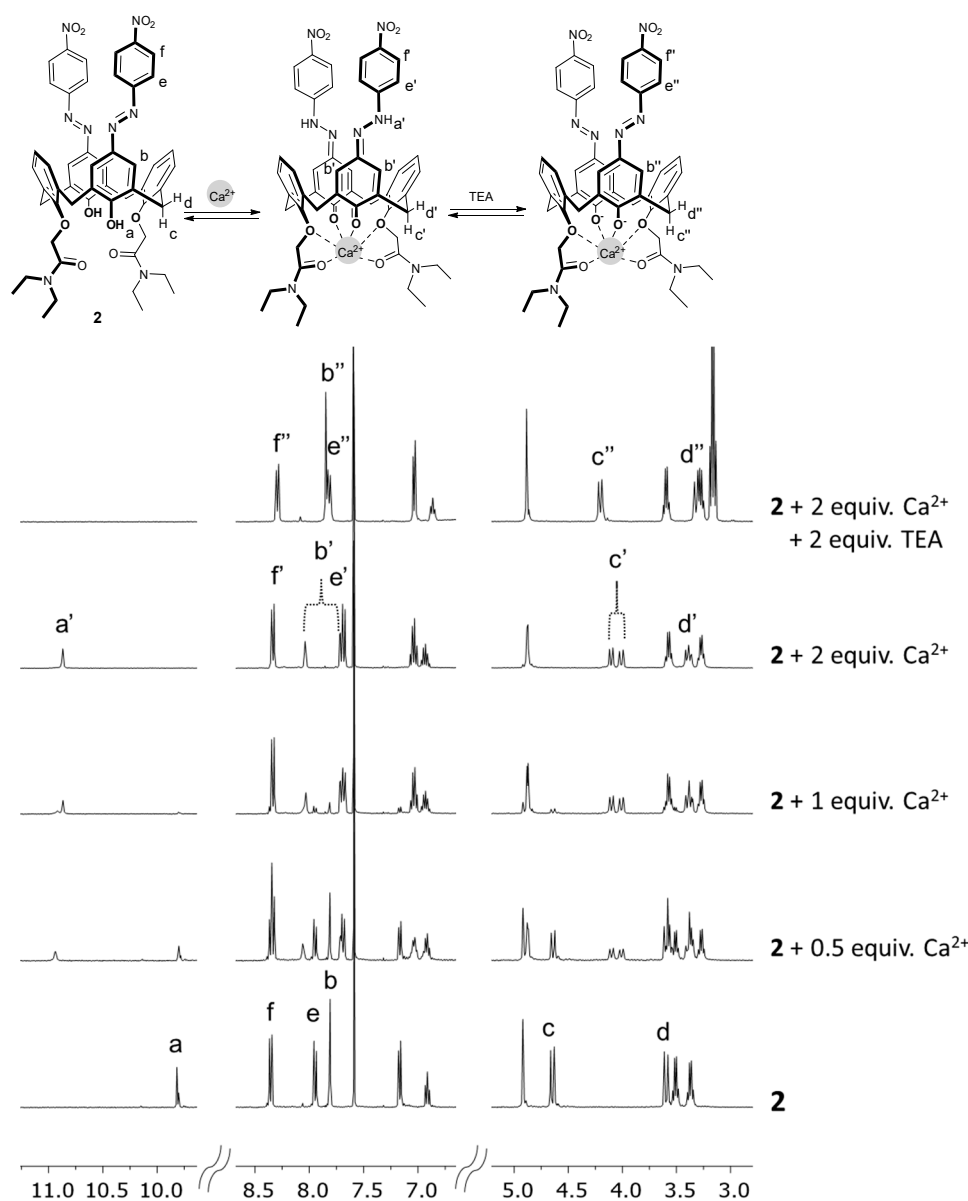 NO₂ NO₂ NO₂ NO₂ NO₂ NO₂
f f' f''
e e' e''
N N N N HN N N NH a' N N N N
b b' b' b''
H d H d' H d''
OH OH O a H c O O O O H c' O⁻ O⁻ O O H c''
Ca²⁺ TEA
Ca²⁺ Ca²⁺
O O O O O O
N N N N N N
2
b''
f'' e'' c'' d''
2 + 2 equiv. Ca²⁺
+ 2 equiv. TEA
b' c'
f' e'
a' d'
2 + 2 equiv. Ca²⁺
2 + 1 equiv. Ca²⁺
2 + 0.5 equiv. Ca²⁺
b
f e c d
a
2
11.0 10.5 10.0 8.5 8.0 7.5 7.0 5.0 4.5 4.0 3.5 3.0